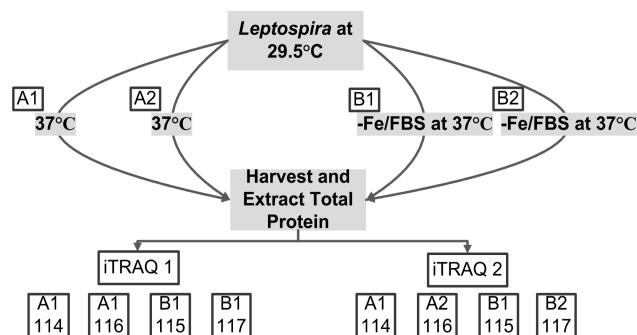 Leptospira at
29.5°C
A1
A2
B1
B2
37°C
37°C
-Fe/FBS at 37°C
-Fe/FBS at 37°C
Harvest and
Extract Total
Protein
iTRAQ 1
iTRAQ 2
A1
114
A1
116
B1
115
B1
117
A1
114
A2
116
B1
115
B2
117